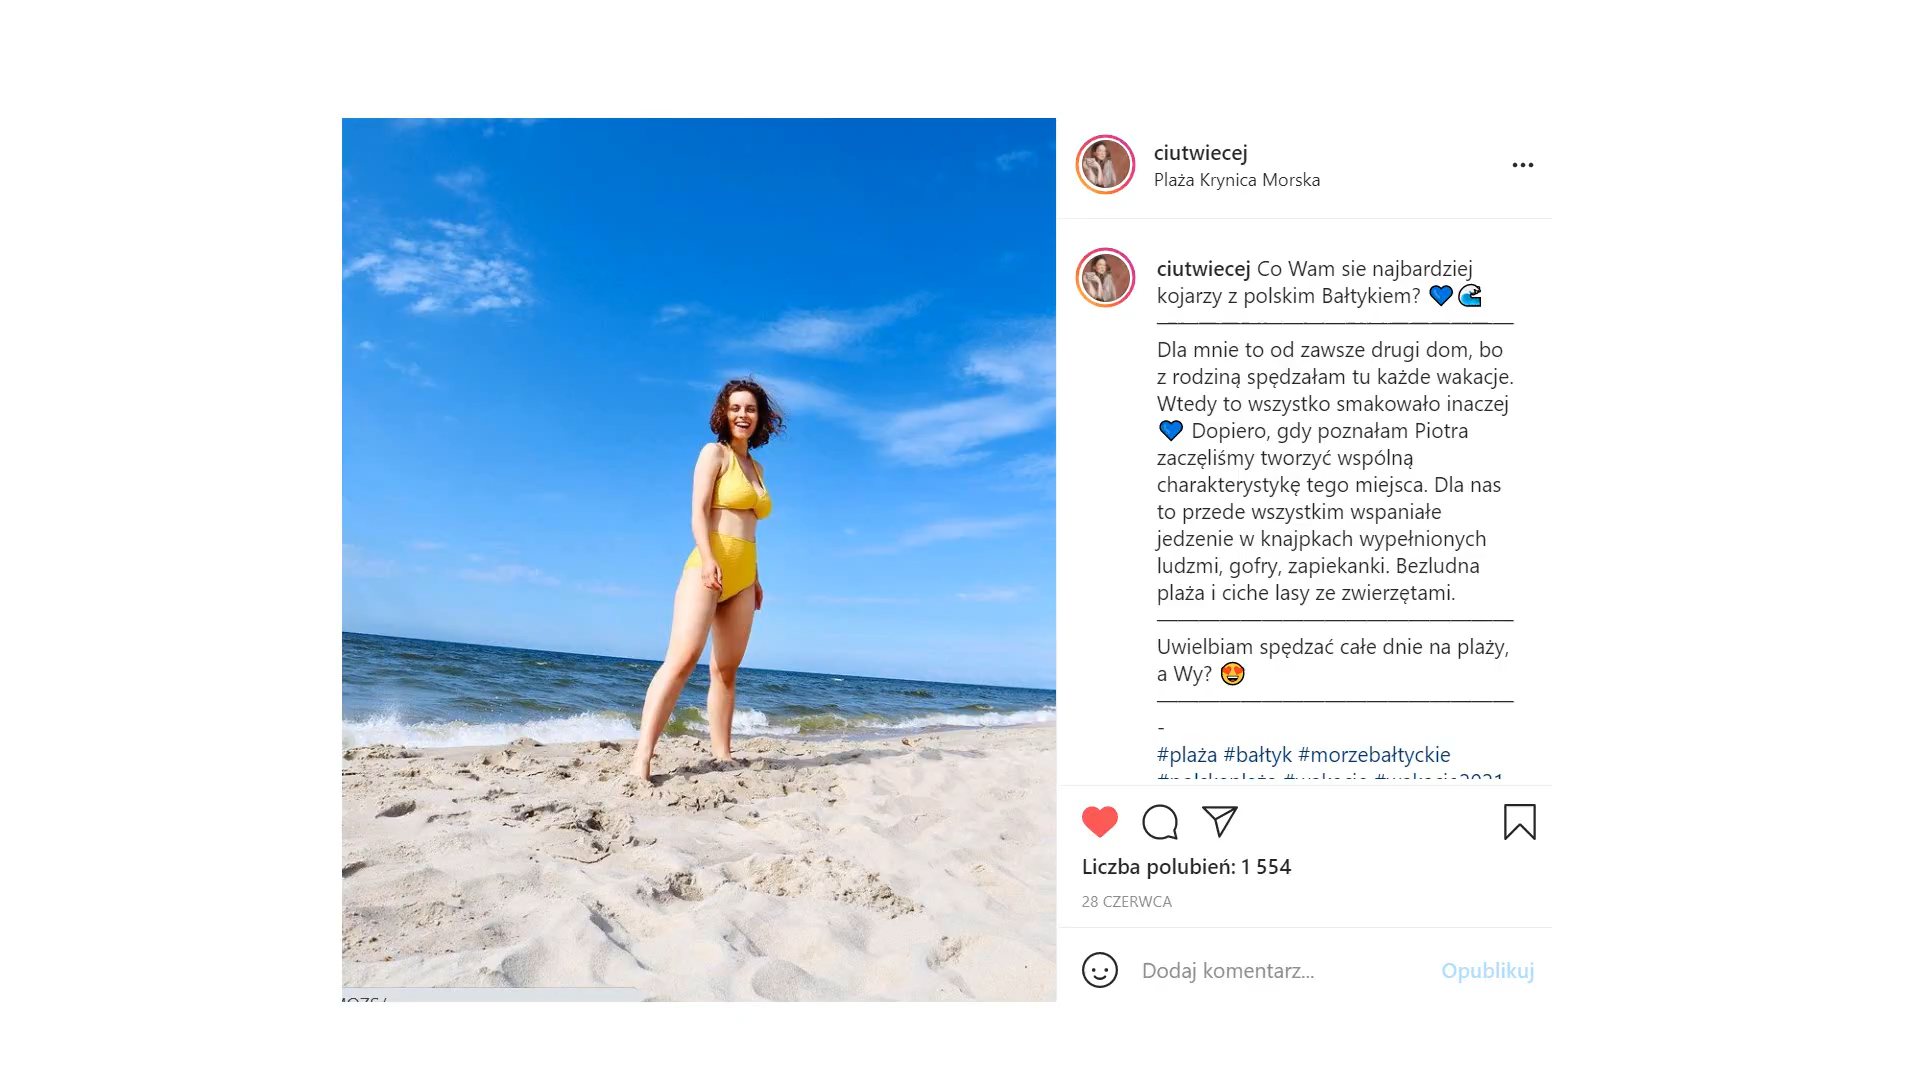 ciutwiecej
Plaża Krynica Morska
ciutwiecej Co Wam sie najbardziej
kojarzy z polskim Bałtykiem? 💙🌊
Dla mnie to od zawsze drugi dom, bo
z rodziną spędzałam tu każde wakacje.
Wtedy to wszystko smakowało inaczej
💙 Dopiero, gdy poznałam Piotra
zaczęliśmy tworzyć wspólną
charakterystykę tego miejsca. Dla nas
to przede wszystkim wspaniałe
jedzenie w knajpkach wypełnionych
ludzmi, gofry, zapiekanki. Bezludna
plaża i ciche lasy ze zwierzętami.
Uwielbiam spędzać całe dnie na plaży,
a Wy? 😍
-
#plaża #bałtyk #morzebałtyckie
#polskaplaża #wakacje #wakacje2021
Liczba polubień: 1 554
28 CZERWCA
Dodaj komentarz...
Opublikuj